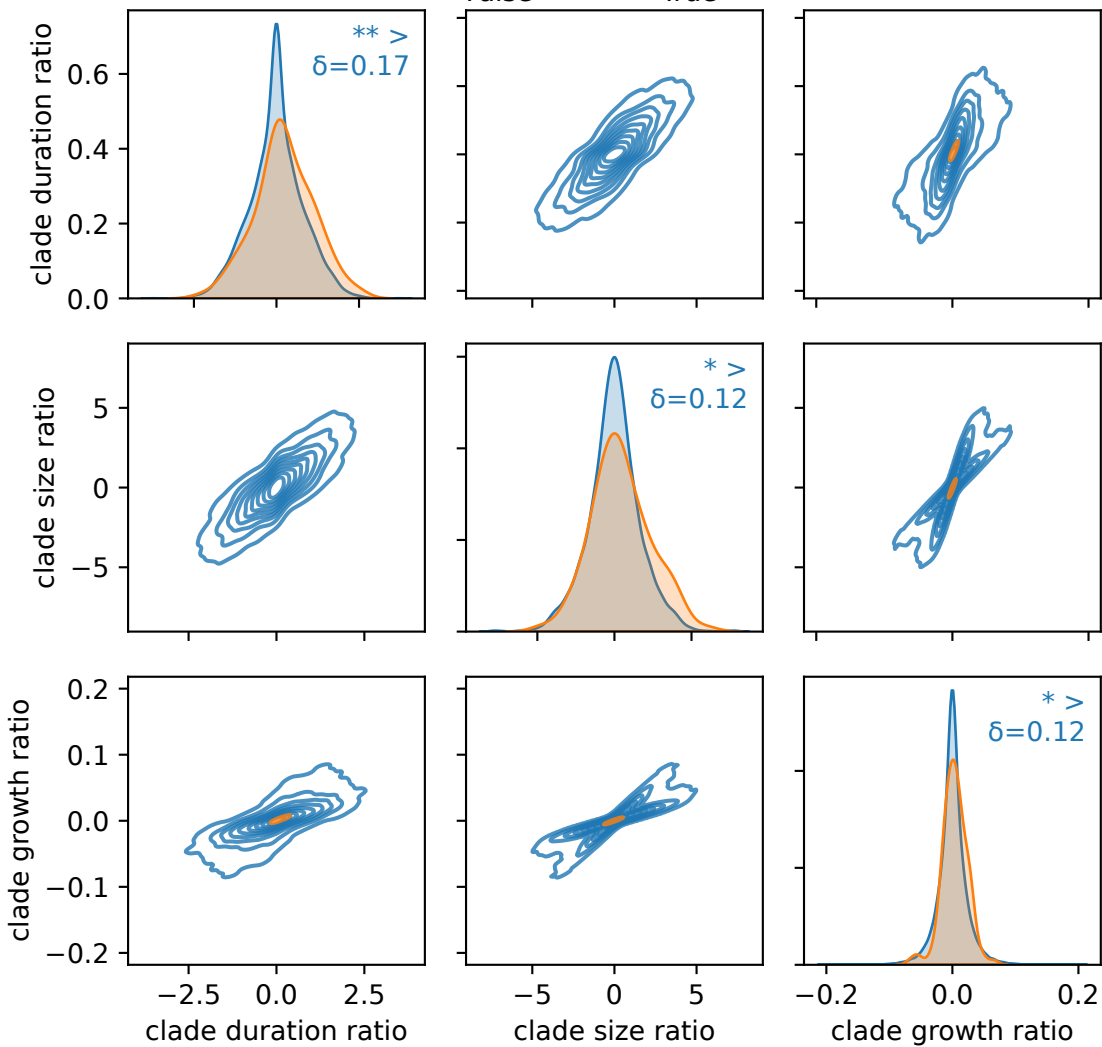 clade duration ratio
0.6
0.4
0.2
0.0
** >
δ=0.17
clade size ratio
5
0
−5
* >
δ=0.12
clade growth ratio
0.2
0.1
0.0
−0.1
−0.2
* >
δ=0.12
−2.5 0.0 2.5
−5 0 5
−0.2 0.0 0.2
clade duration ratio
clade size ratio
clade growth ratio